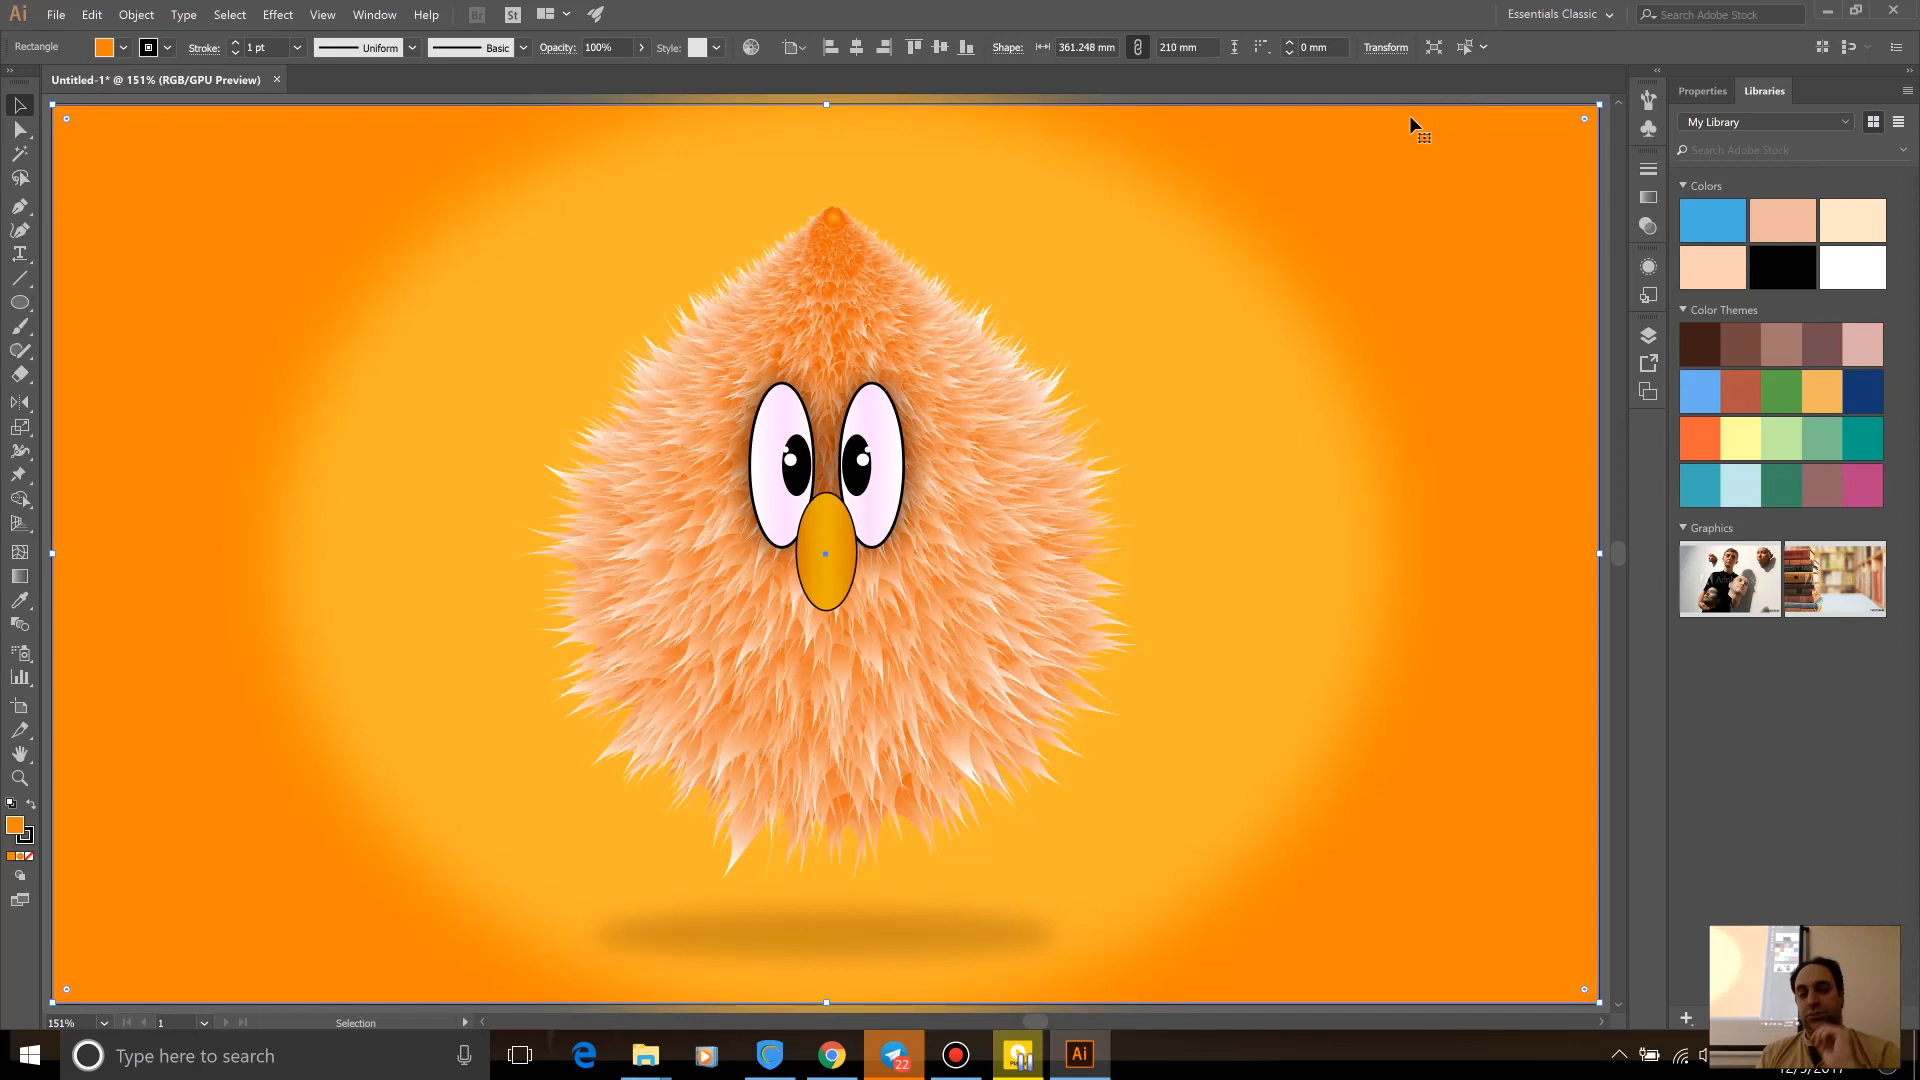 Ai File Edit Object Type Select Effect View Window Help Br St Essentials Classic Search Adobe Stock
Rectangle Stroke: 1 pt Uniform Basic Opacity: 100% Style: Shape: 361.248 mm 210 mm 0 mm Transform
Untitled-1* @ 151% (RGB/GPU Preview) ×
Properties Libraries
My Library
Search Adobe Stock
Colors
Color Themes
Graphics
151% 1 Selection
Type here to search
22
Ai